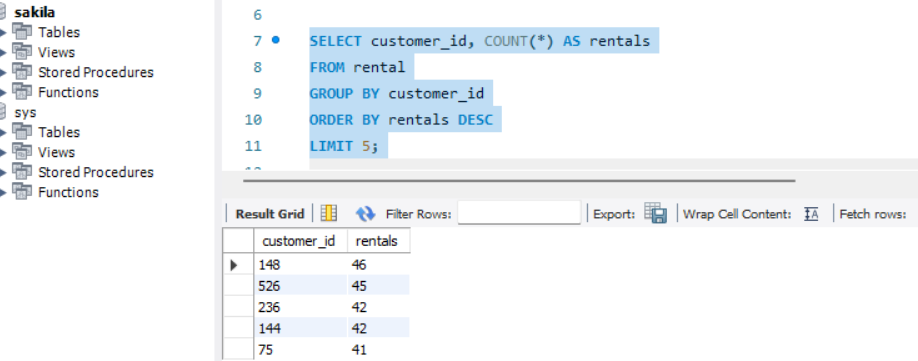 sakila
Tables
Views
Stored Procedures
Functions
sys
Tables
Views
Stored Procedures
Functions
6
7 SELECT customer_id, COUNT(*) AS rentals
8 FROM rental
9 GROUP BY customer_id
10 ORDER BY rentals DESC
11 LIMIT 5;
Result Grid Filter Rows: Export: Wrap Cell Content: IA Fetch rows:
customer_id rentals
148 46
526 45
236 42
144 42
75 41